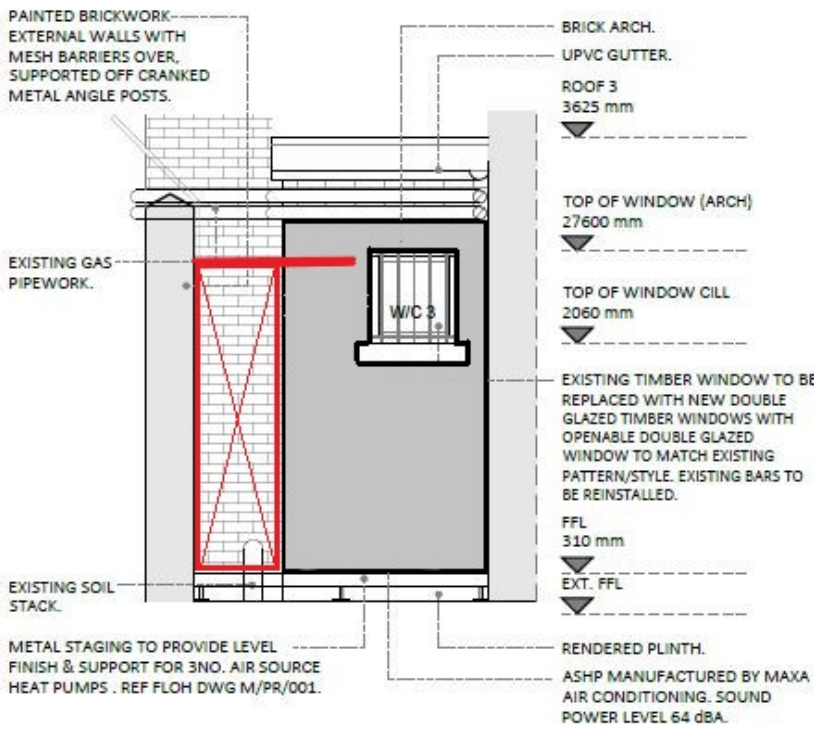 PAINTED BRICKWORK
EXTERNAL WALLS WITH
MESH BARRIERS OVER,
SUPPORTED OFF CRANKED
METAL ANGLE POSTS.
EXISTING GAS
PIPEWORK.
EXISTING SOIL
STACK.
METAL STAGING TO PROVIDE LEVEL
FINISH & SUPPORT FOR 3NO. AIR SOURCE
HEAT PUMPS . REF FLOH DWG M/PR/001.
W/C 3
BRICK ARCH.
UPVC GUTTER.
ROOF 3
3625 mm
TOP OF WINDOW (ARCH)
27600 mm
TOP OF WINDOW CILL
2060 mm
EXISTING TIMBER WINDOW TO BE
REPLACED WITH NEW DOUBLE
GLAZED TIMBER WINDOWS WITH
OPENABLE DOUBLE GLAZED
WINDOW TO MATCH EXISTING
PATTERN/STYLE. EXISTING BARS TO
BE REINSTALLED.
FFL
310 mm
EXT. FFL
RENDERED PLINTH.
ASHP MANUFACTURED BY MAXA
AIR CONDITIONING. SOUND
POWER LEVEL 64 dBA.